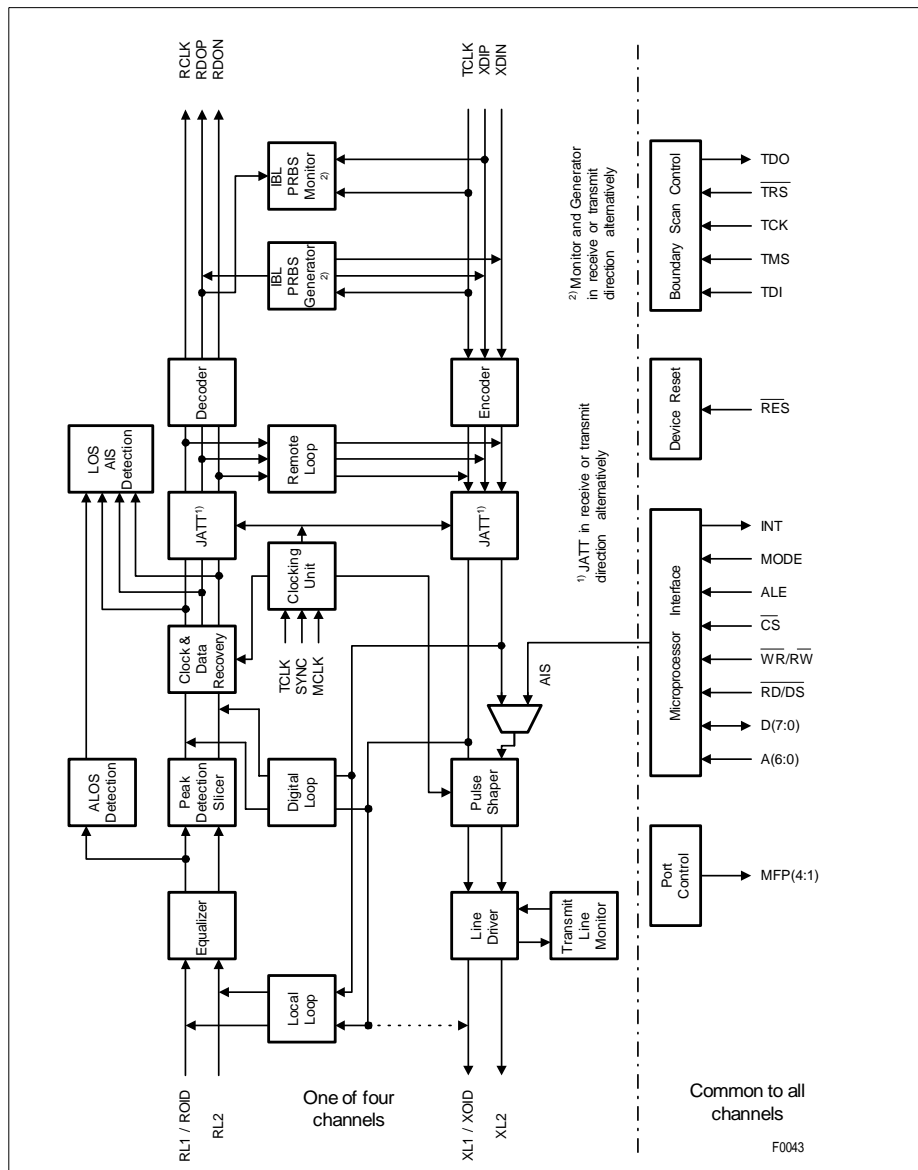 RCLK
RDOP
RDON
TCLK
XDIP
XDIN
IBL
PRBS
Monitor
2)
IBL
PRBS
Generator
2)
Decoder
Encoder
LOS
AIS
Detection
Remote
Loop
JATT1)
JATT1)
Clocking
Unit
TCLK
SYNC
MCLK
Clock &
Data
Recovery
AIS
ALOS
Detection
Peak
Detection
Slicer
Digital Loop
Pulse
Shaper
Equalizer
Line
Driver
Transmit
Line
Monitor
Local
Loop
RL1 / ROID
RL2
XL1 / XOID
XL2
One of four
channels
2) Monitor and Generator
in receive or transmit
direction alternatively
1) JATT in receive or transmit
direction alternatively
Boundary Scan Control
TDO
TRS
TCK
TMS
TDI
Device Reset
RES
Microprocessor Interface
INT
MODE
ALE
CS
WR/RW
RD/DS
D(7:0)
A(6:0)
Port
Control
MFP(4:1)
Common to all
channels
F0043